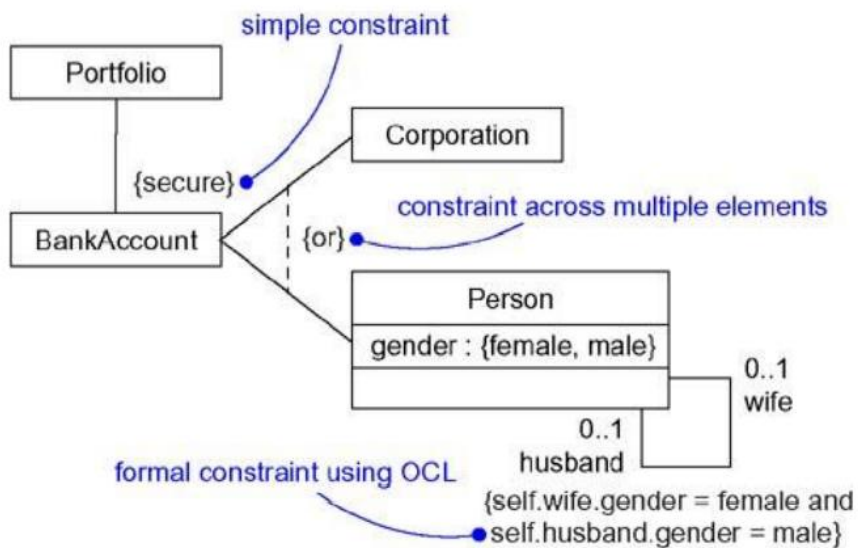 simple constraint
Portfolio
Corporation
{secure}
constraint across multiple elements
BankAccount
{or}
Person
gender : {female, male}
0..1
wife
0..1
husband
formal constraint using OCL
{self.wife.gender = female and
self.husband.gender = male}